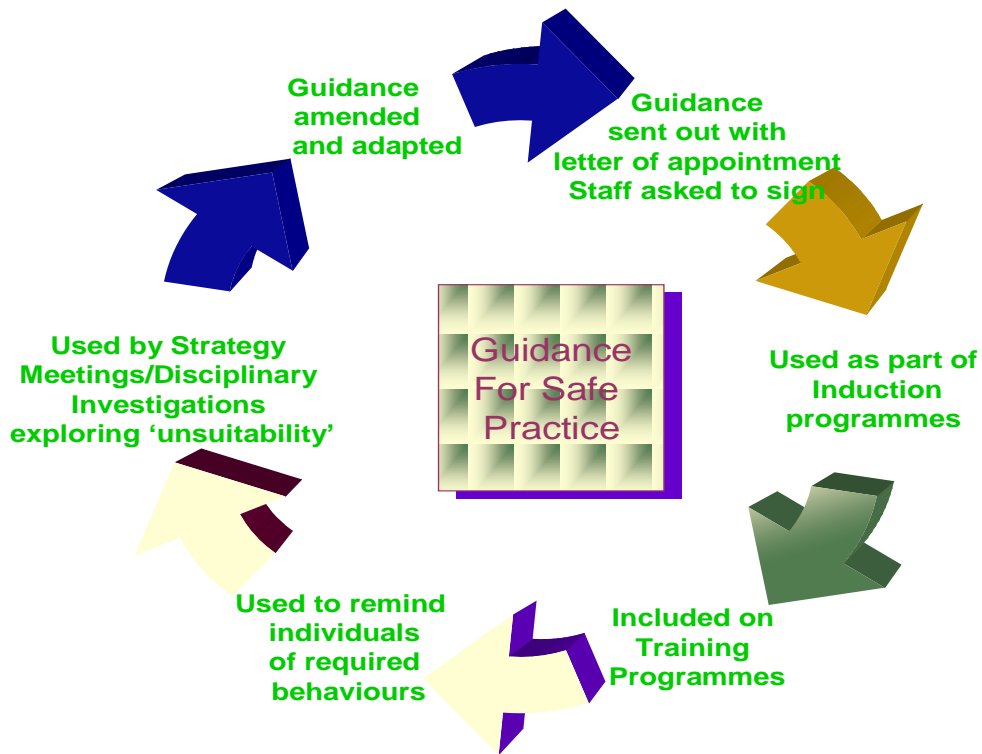 Guidance
amended
and adapted
Guidance
sent out with
letter of appointment
Staff asked to sign
Used as part of
Induction
programmes
Included on
Training
Programmes
Used to remind
individuals
of required
behaviours
Used by Strategy
Meetings/Disciplinary
Investigations
exploring ‘unsuitability’
Guidance
For Safe
Practice